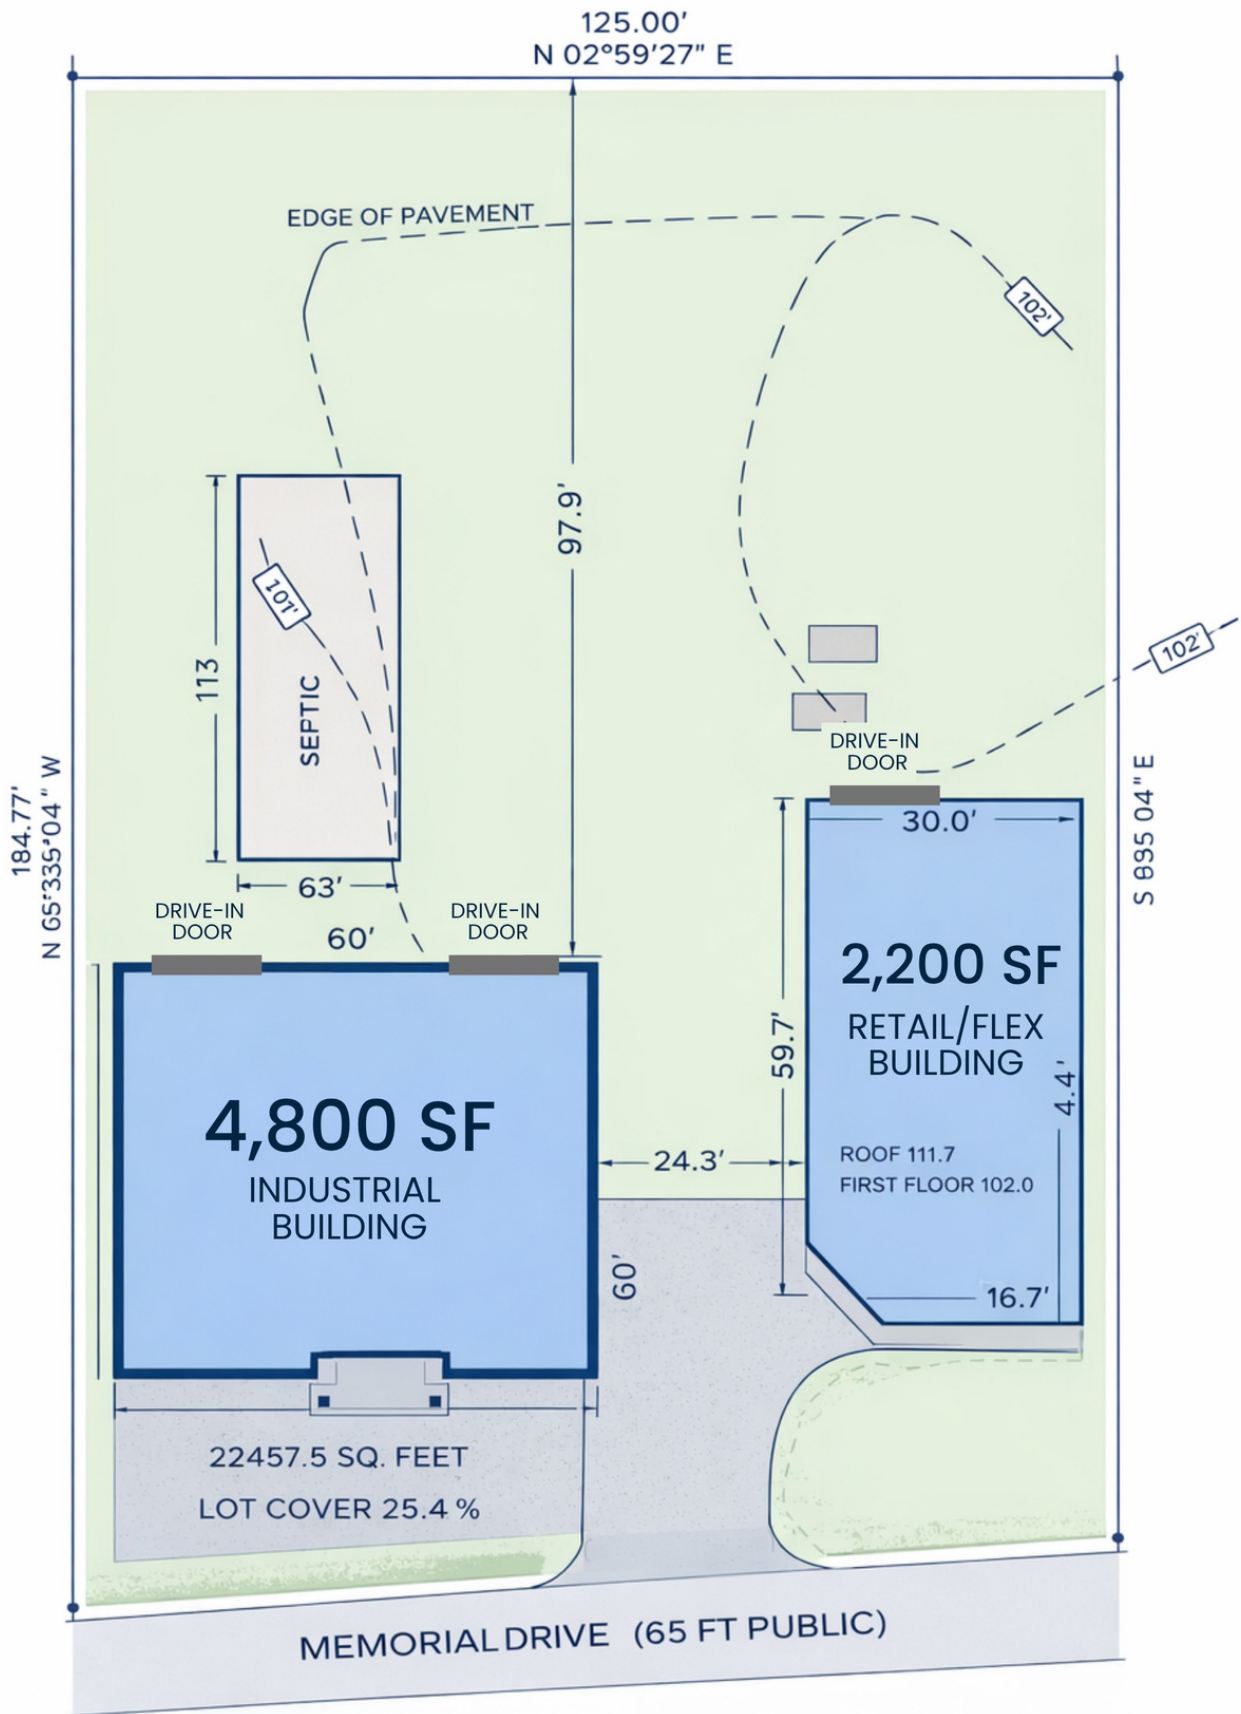 125.00'
N 02°59'27" E
EDGE OF PAVEMENT
102'
97.9'
101'
113
SEPTIC
102'
DRIVE-IN
DOOR
184.77'
N 65°335'04" W
S 895 04" E
30.0'
63'
DRIVE-IN
DOOR
60'
DRIVE-IN
DOOR
2,200 SF
RETAIL/FLEX
BUILDING
59.7'
4.4'
4,800 SF
INDUSTRIAL
BUILDING
24.3'
ROOF 111.7
FIRST FLOOR 102.0
60'
16.7'
22457.5 SQ. FEET
LOT COVER 25.4 %
MEMORIAL DRIVE (65 FT PUBLIC)